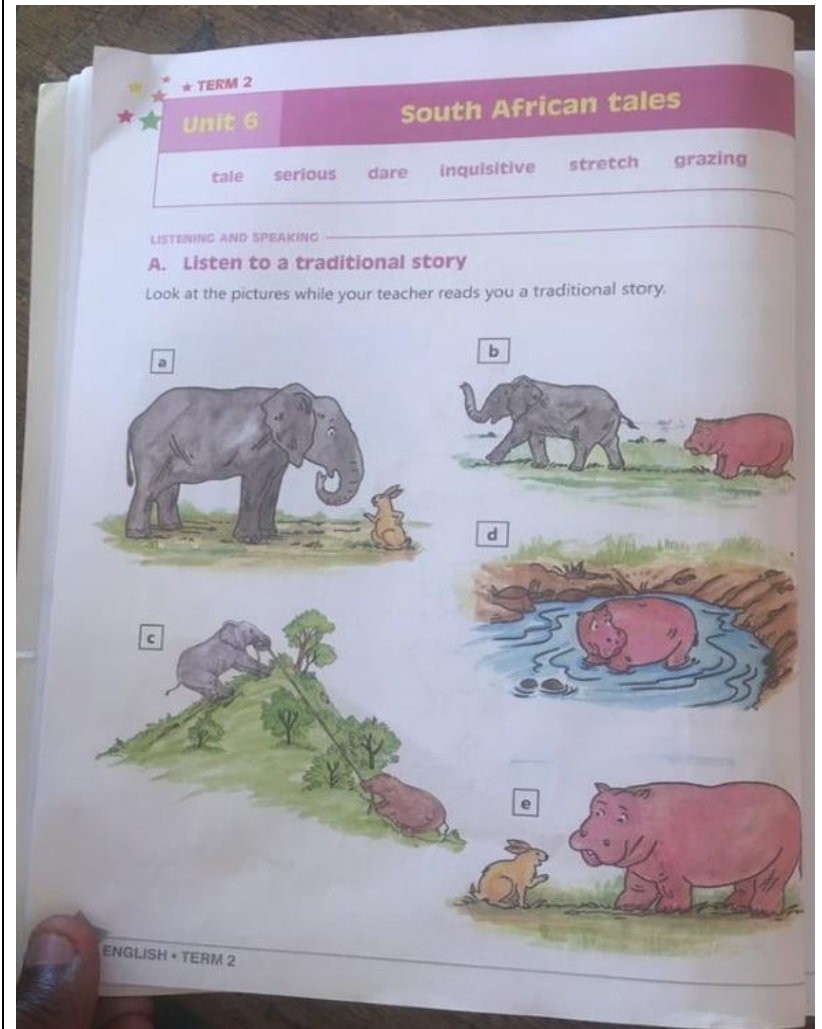 ★ TERM 2
Unit 6 South African tales
tale serious dare inquisitive stretch grazing
LISTENING AND SPEAKING
A. Listen to a traditional story
Look at the pictures while your teacher reads you a traditional story.
a
b
c
d
e
ENGLISH • TERM 2